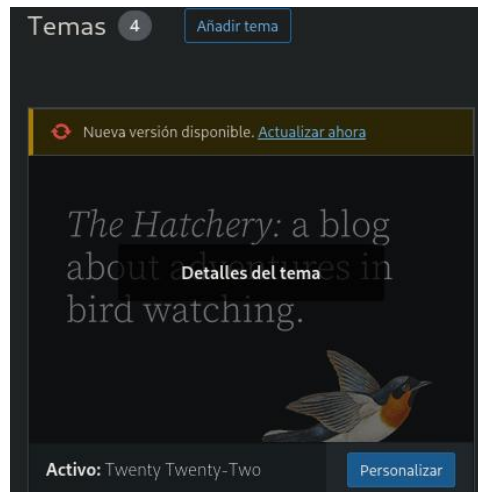 Temas 4 Añadir tema
Nueva versión disponible. Actualizar ahora
The Hatchery: a blog
about adventures in
Detalles del tema
bird watching.
Activo: Twenty Twenty-Two Personalizar